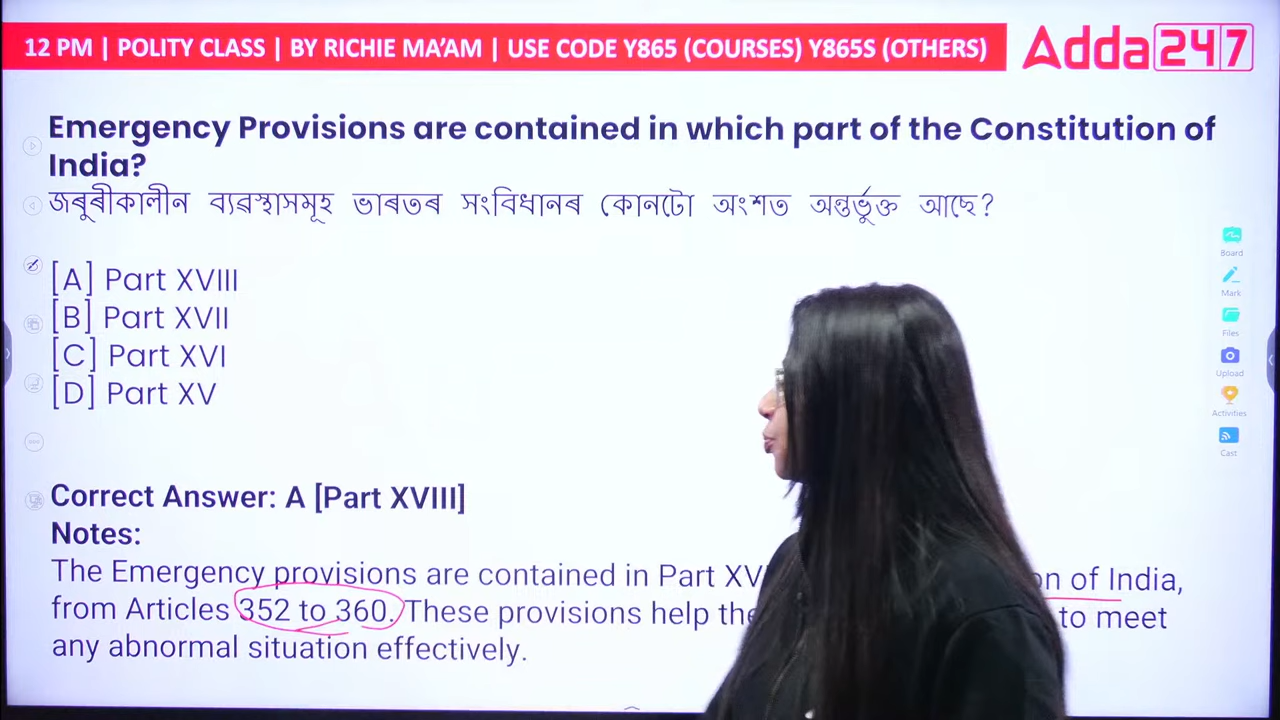 12 PM | POLITY CLASS | BY RICHIE MA'AM | USE CODE Y865 (COURSES) Y865S (OTHERS)
Adda247
Emergency Provisions are contained in which part of the Constitution of
India?
জৰুৰীকালীন ব্যৱস্থাসমূহ ভাৰতৰ সংবিধানৰ কোনটো অংশত অন্তৰ্ভুক্ত আছে?
[A] Part XVIII
[B] Part XVII
[C] Part XVI
[D] Part XV
Board
Mark
Files
Upload
Activities
Cast
Correct Answer: A [Part XVIII]
Notes:
The Emergency provisions are contained in Part of India,
from Articles 352 to 360. These provisions help to meet
any abnormal situation effectively.